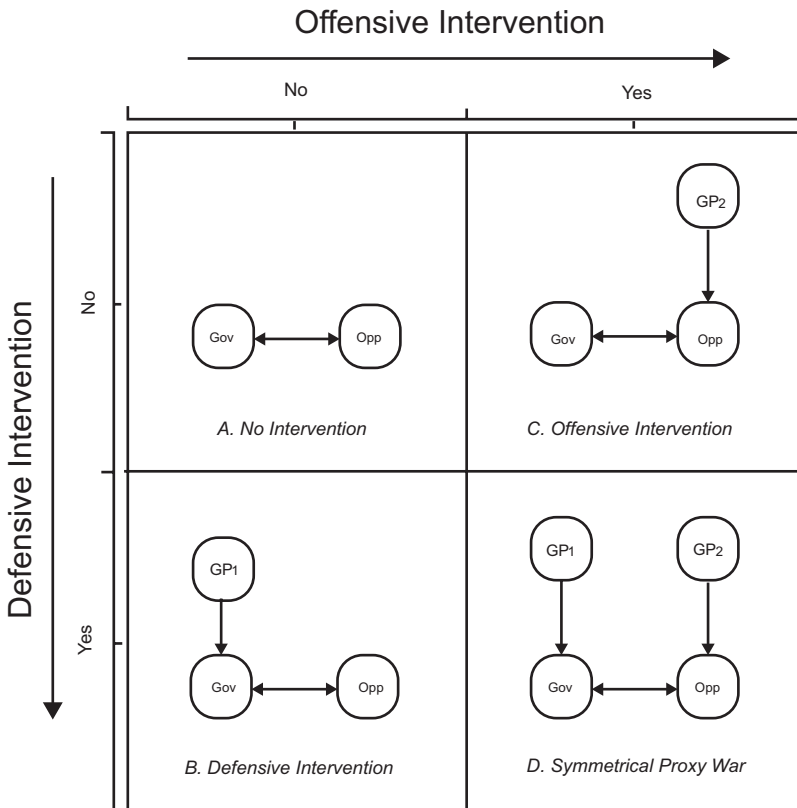 Offensive Intervention
No
Yes
Defensive Intervention
No
Yes
Gov
Opp
A. No Intervention
GP2
Gov
Opp
C. Offensive Intervention
GP1
Gov
Opp
B. Defensive Intervention
GP1
GP2
Gov
Opp
D. Symmetrical Proxy War